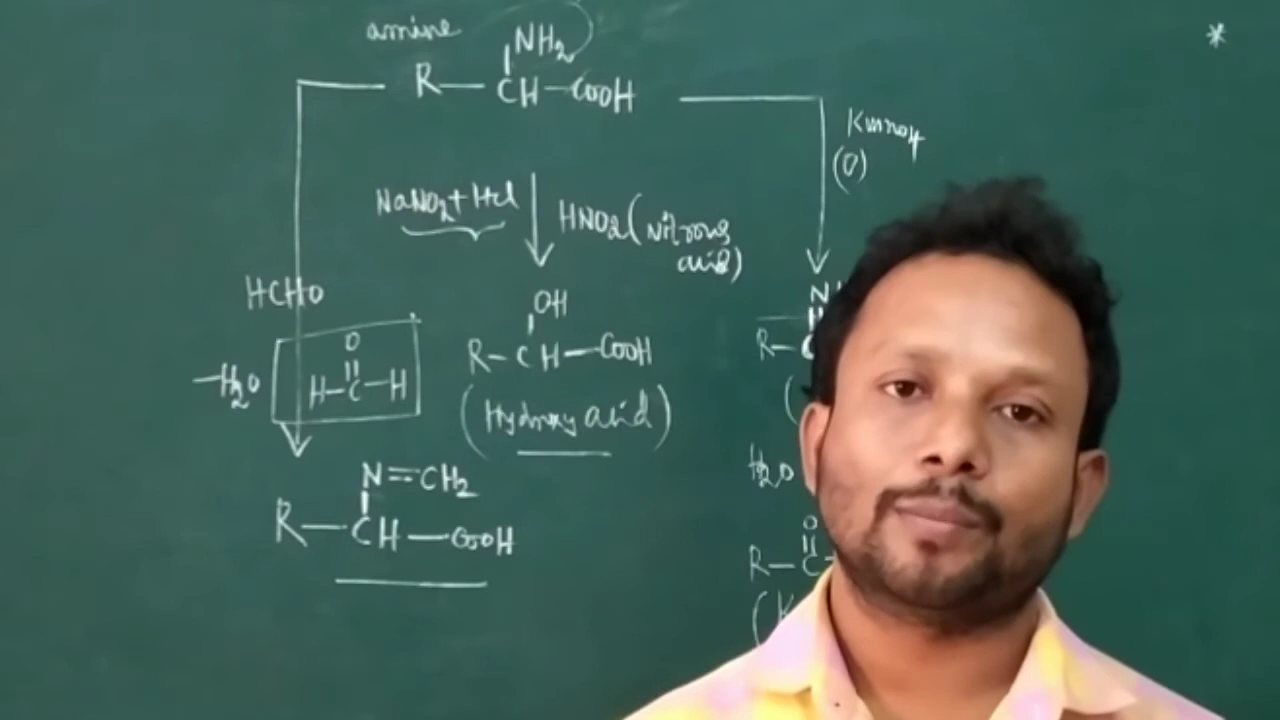 amine
NH2
R—CH—COOH
KMnO4
(O)
NaNO2+HCl
HNO2(Nitrous
acid)
HCHO
OH
R—CH—COOH
(Hydroxy acid)
O
H—C—H
-H2O
N=CH2
R—CH—COOH
N
R—
(
H2O
O
R—C
(K
*